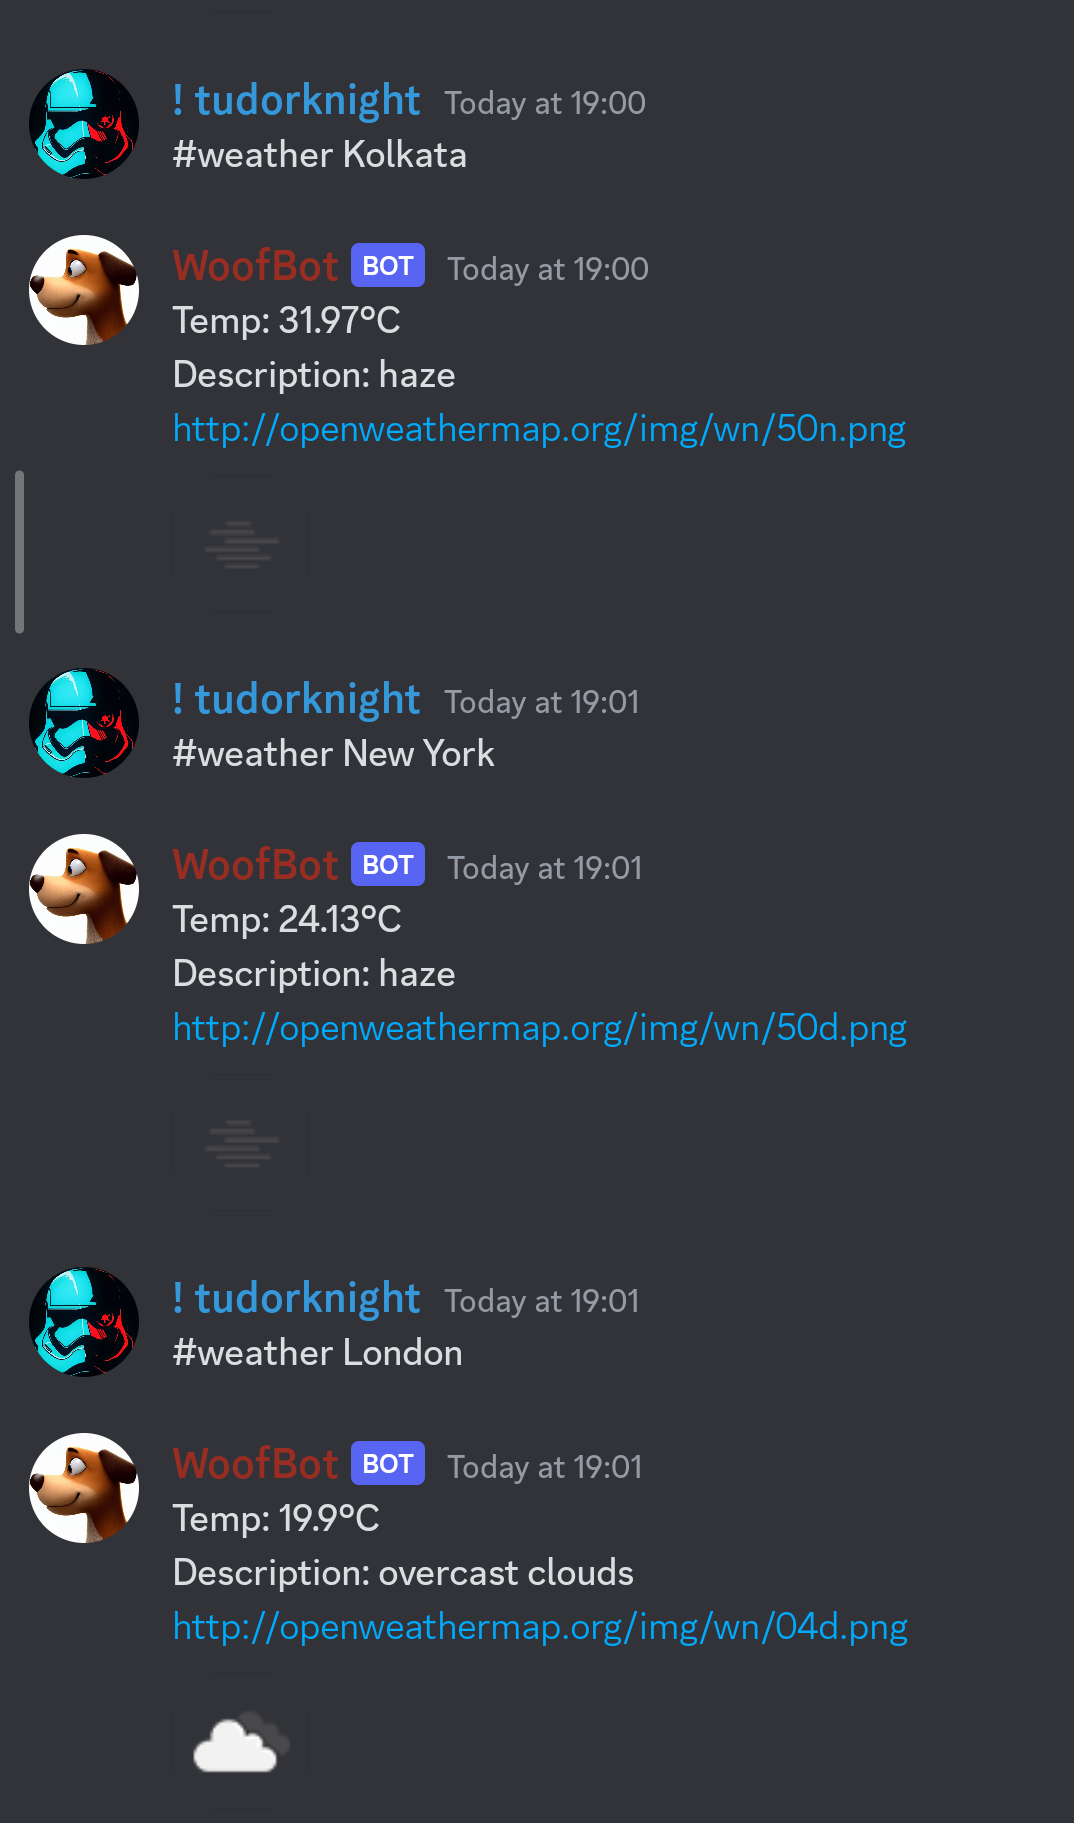 ! tudorknight Today at 19:00
#weather Kolkata
WoofBot BOT Today at 19:00
Temp: 31.97°C
Description: haze
http://openweathermap.org/img/wn/50n.png
! tudorknight Today at 19:01
#weather New York
WoofBot BOT Today at 19:01
Temp: 24.13°C
Description: haze
http://openweathermap.org/img/wn/50d.png
! tudorknight Today at 19:01
#weather London
WoofBot BOT Today at 19:01
Temp: 19.9°C
Description: overcast clouds
http://openweathermap.org/img/wn/04d.png